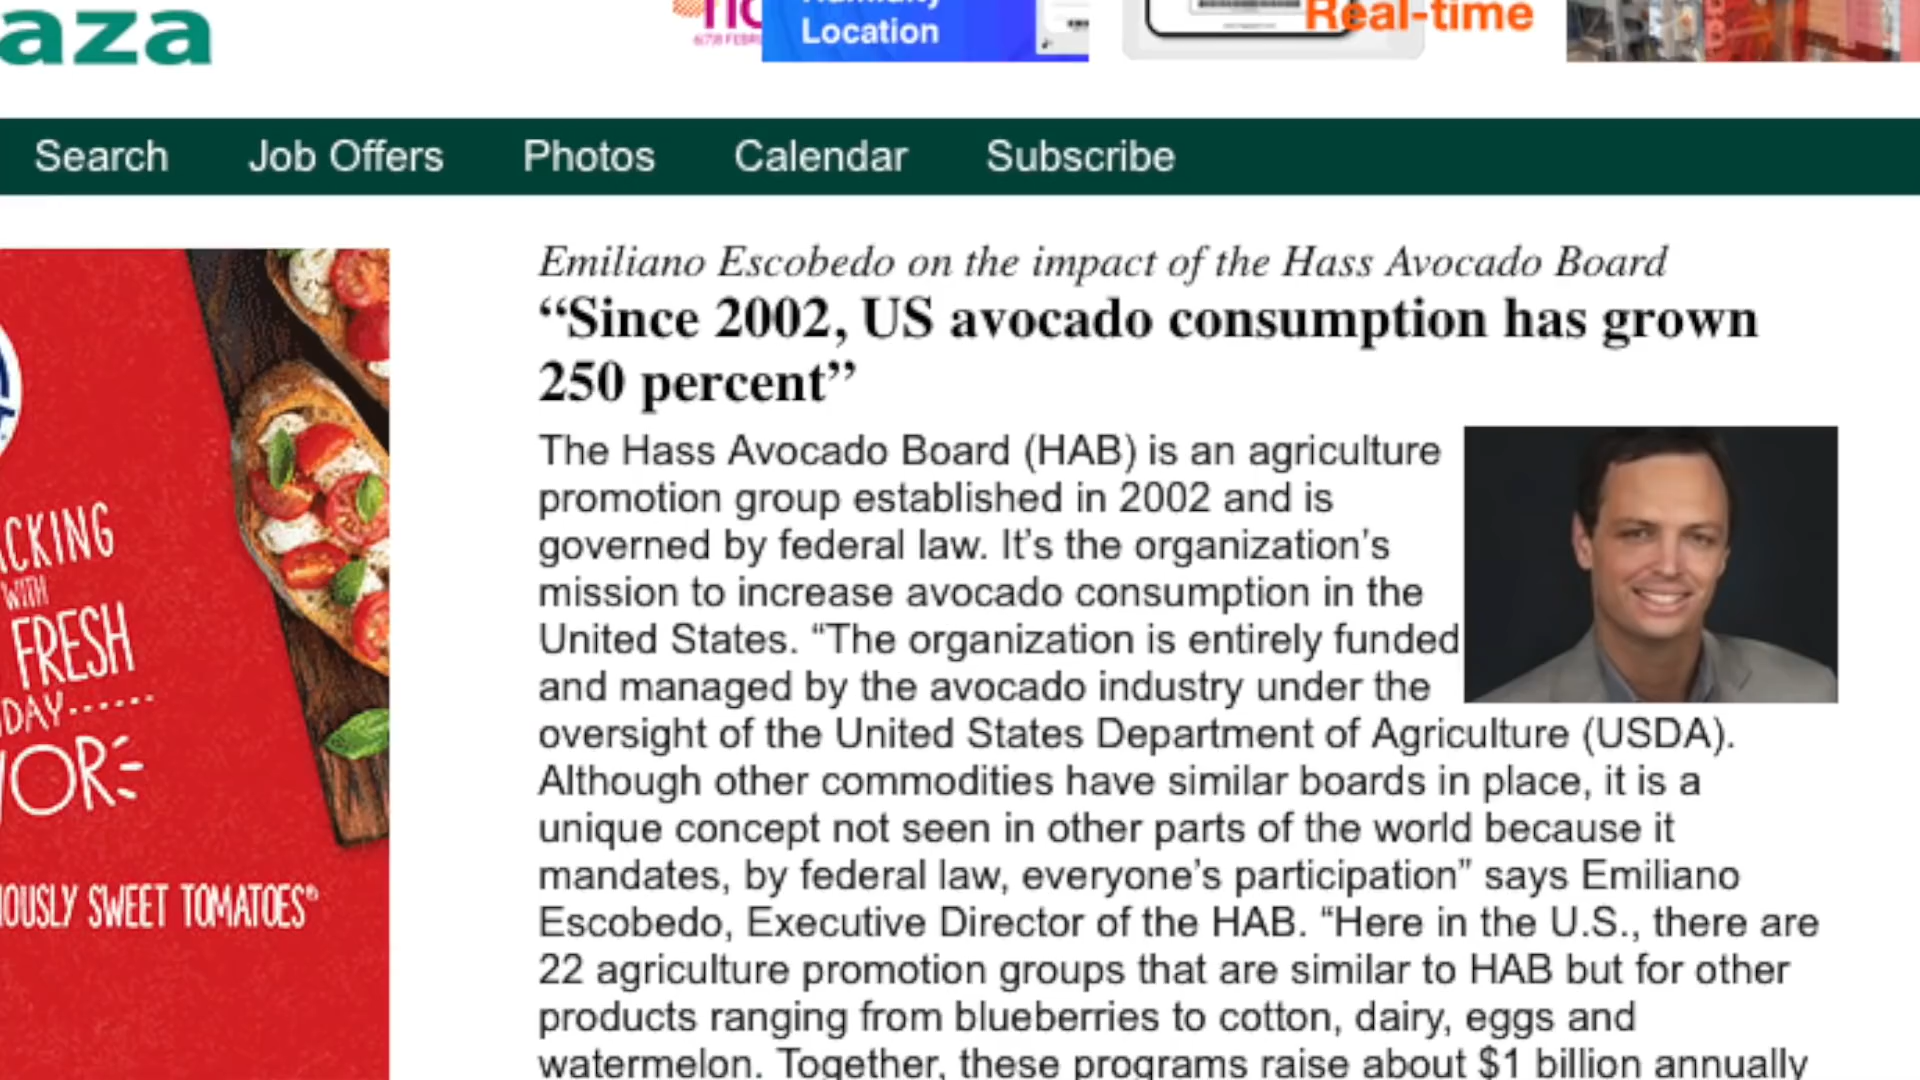 aza
Location
Real-time
Search Job Offers Photos Calendar Subscribe
Emiliano Escobedo on the impact of the Hass Avocado Board
“Since 2002, US avocado consumption has grown
250 percent”
The Hass Avocado Board (HAB) is an agriculture
promotion group established in 2002 and is
governed by federal law. It’s the organization’s
mission to increase avocado consumption in the
United States. “The organization is entirely funded
and managed by the avocado industry under the
oversight of the United States Department of Agriculture (USDA).
Although other commodities have similar boards in place, it is a
unique concept not seen in other parts of the world because it
mandates, by federal law, everyone’s participation” says Emiliano
Escobedo, Executive Director of the HAB. “Here in the U.S., there are
22 agriculture promotion groups that are similar to HAB but for other
products ranging from blueberries to cotton, dairy, eggs and
watermelon. Together, these programs raise about $1 billion annually
CKING
WITH
FRESH
DAY
VOR
IOUSLY SWEET TOMATOES®